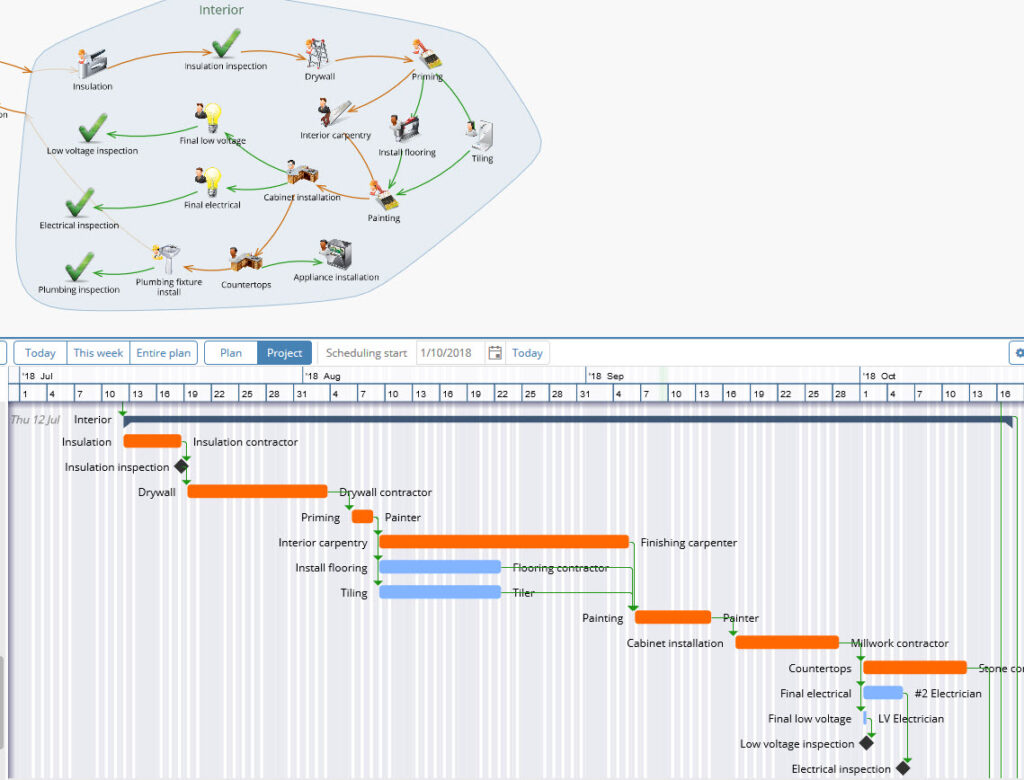 Interior
Insulation
Insulation inspection
Drywall
Priming
on
Interior carpentry
Install flooring
Tiling
Low voltage inspection
Final low voltage
Electrical inspection
Final electrical
Cabinet installation
Painting
Plumbing inspection
Plumbing fixture
install
Countertops
Appliance installation
Today This week Entire plan Plan Project Scheduling start 1/10/2018 Today
'18 Jul '18 Aug '18 Sep '18 Oct
1 4 7 10 13 16 19 22 25 28 31 4 7 10 13 16 19 22 25 28 31 4 7 10 13 16 19 22 25 28 1 4 7 10 13 16
Thu 12 Jul Interior
Insulation Insulation contractor
Insulation inspection
Drywall Drywall contractor
Priming Painter
Interior carpentry Finishing carpenter
Install flooring Flooring contractor
Tiling Tiler
Painting Painter
Cabinet installation Millwork contractor
Countertops Stone con
Final electrical #2 Electrician
Final low voltage LV Electrician
Low voltage inspection
Electrical inspection